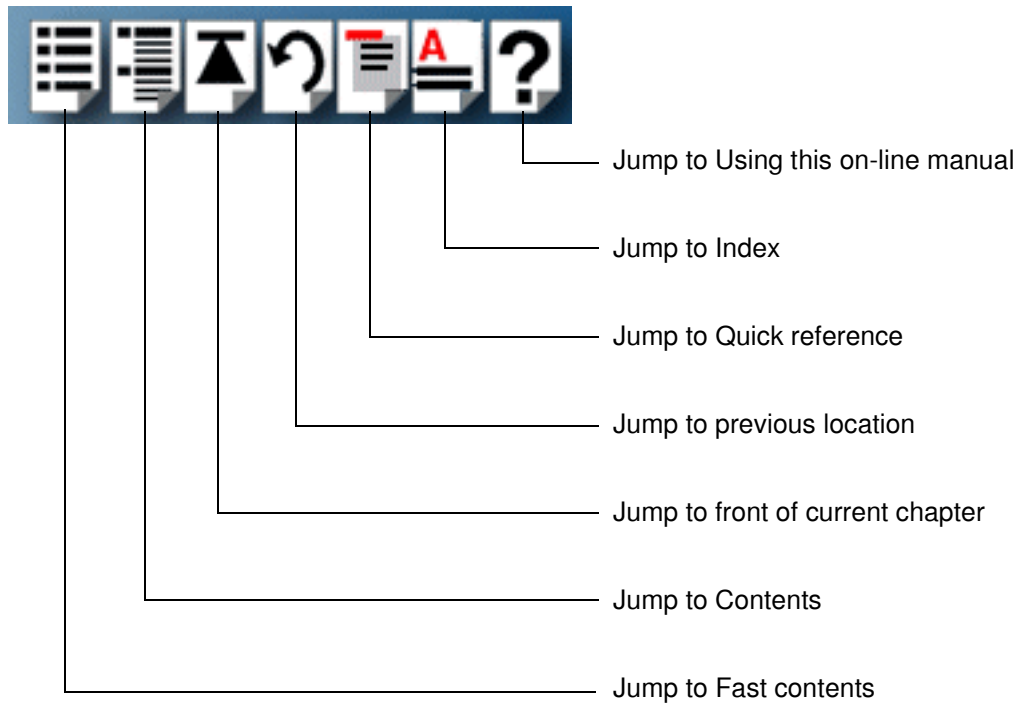 A
?
Jump to Using this on-line manual
Jump to Index
Jump to Quick reference
Jump to previous location
Jump to front of current chapter
Jump to Contents
Jump to Fast contents